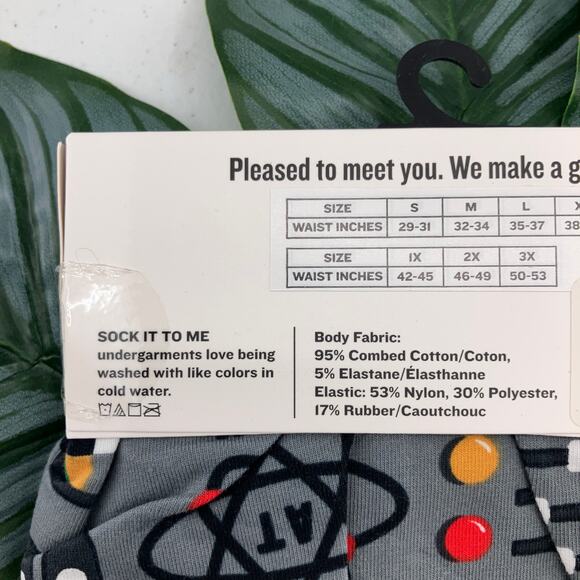 Pleased to meet you. We make a g
SIZE S M L X
WAIST INCHES 29-31 32-34 35-37 38
SIZE 1X 2X 3X
WAIST INCHES 42-45 46-49 50-53
SOCK IT TO ME
undergarments love being
washed with like colors in
cold water.
Body Fabric:
95% Combed Cotton/Coton,
5% Elastane/Élasthanne
Elastic: 53% Nylon, 30% Polyester,
17% Rubber/Caoutchouc
AT